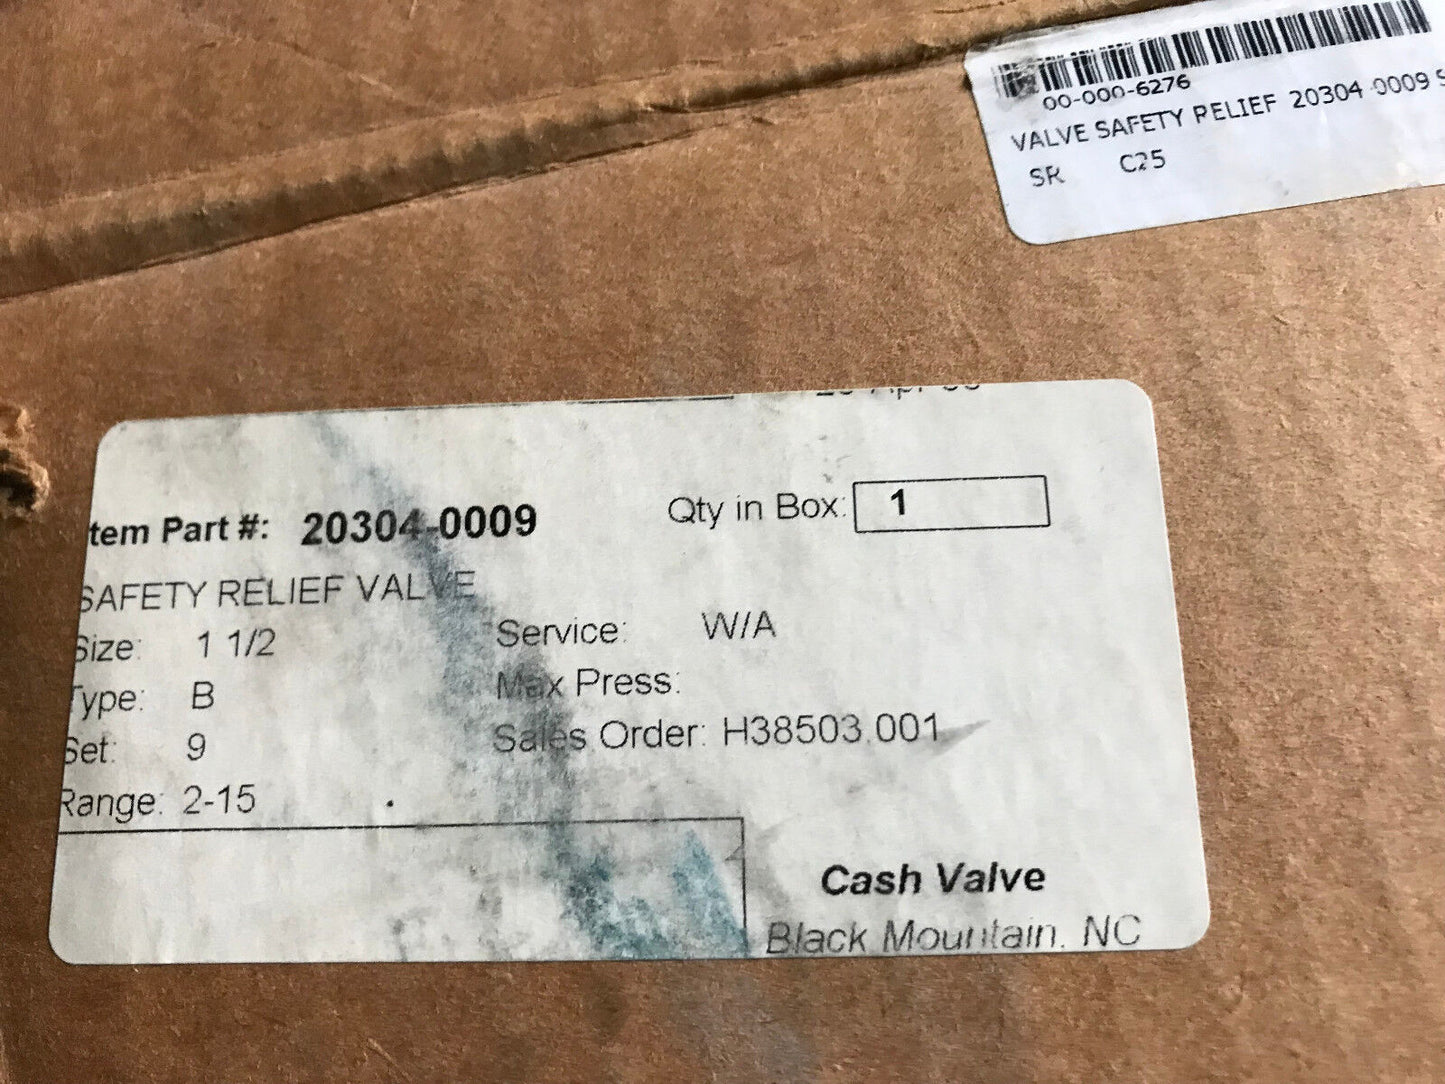 00-000-6276
VALVE SAFETY RELIEF 20304 0009 S
SR C25
tem Part #: 20304-0009
Qty in Box: 1
SAFETY RELIEF VALVE
Size: 1 1/2
Service: W/A
Type: B
Max Press:
Set: 9
Sales Order: H38503.001
Range: 2-15
Cash Valve
Black Mountain, NC